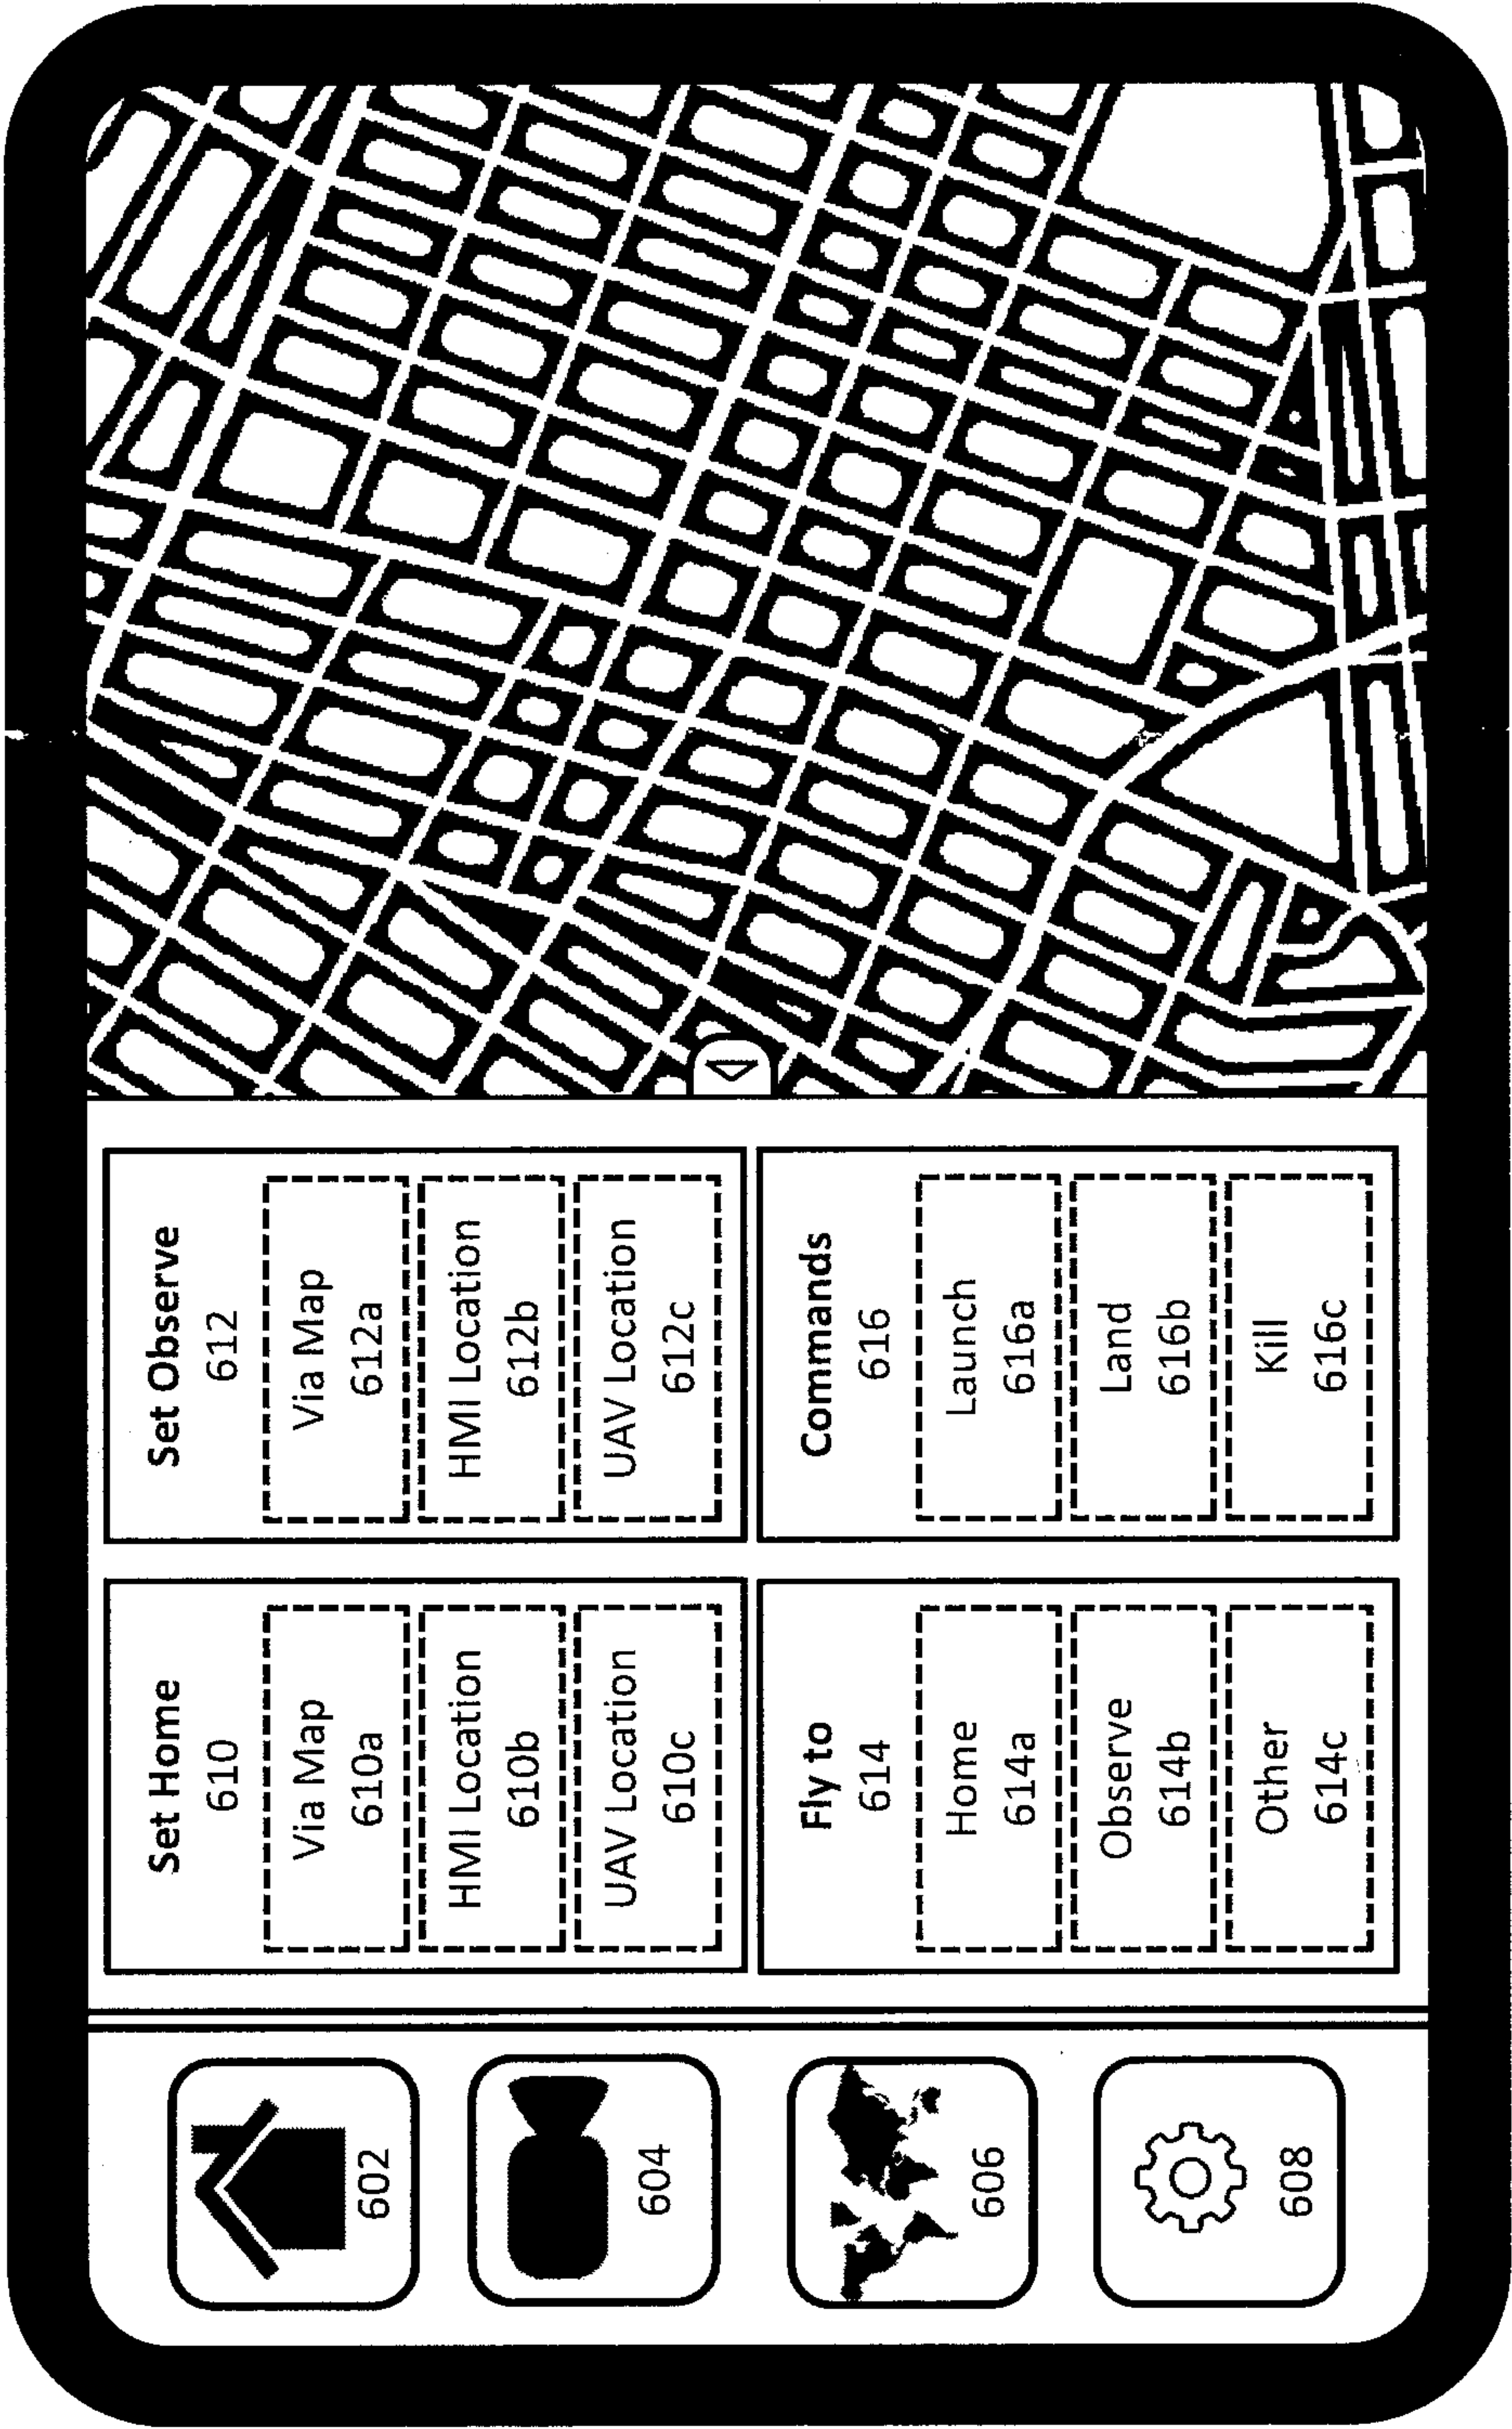 602
604
606
608
Set Home
610
Via Map
610a
HMI Location
610b
UAV Location
610c
Set Observe
612
Via Map
612a
HMI Location
612b
UAV Location
612c
Fly to
614
Home
614a
Observe
614b
Other
614c
Commands
616
Launch
616a
Land
616b
Kill
616c